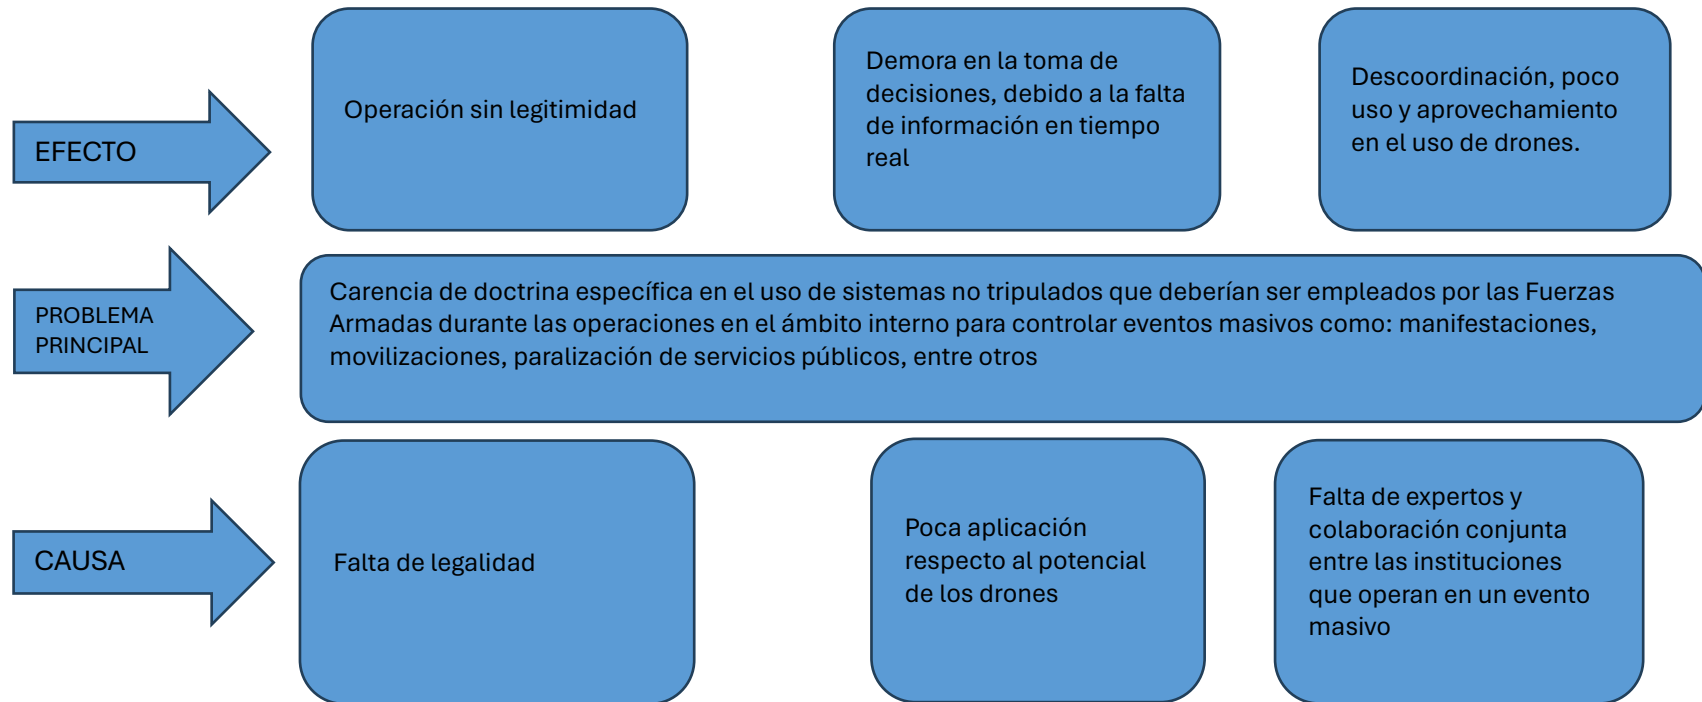 EFECTO
Operación sin legitimidad
Demora en la toma de
decisiones, debido a la falta
de información en tiempo
real
Descoordinación, poco
uso y aprovechamiento
en el uso de drones.
PROBLEMA
PRINCIPAL
Carencia de doctrina específica en el uso de sistemas no tripulados que deberían ser empleados por las Fuerzas
Armadas durante las operaciones en el ámbito interno para controlar eventos masivos como: manifestaciones,
movilizaciones, paralización de servicios públicos, entre otros
CAUSA
Falta de legalidad
Poca aplicación
respecto al potencial
de los drones
Falta de expertos y
colaboración conjunta
entre las instituciones
que operan en un evento
masivo